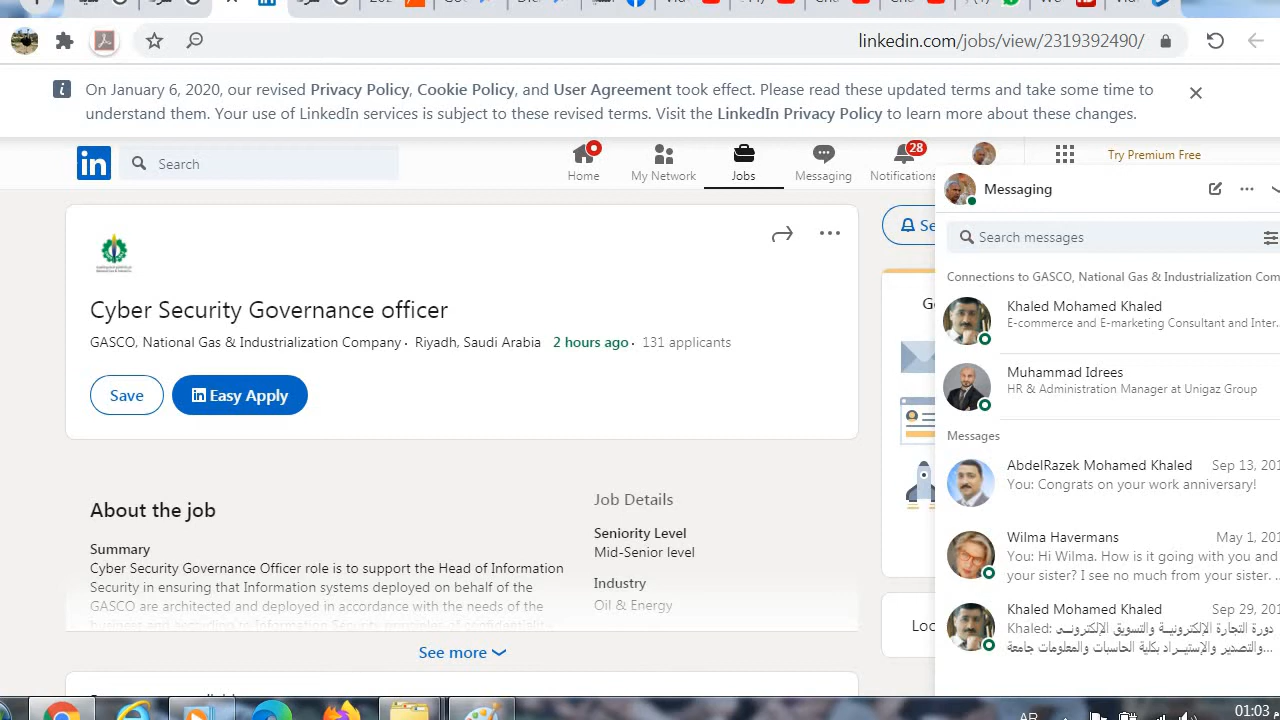 linkedin.com/jobs/view/2319392490/
On January 6, 2020, our revised Privacy Policy, Cookie Policy, and User Agreement took effect. Please read these updated terms and take some time to
understand them. Your use of LinkedIn services is subject to these revised terms. Visit the LinkedIn Privacy Policy to learn more about these changes.
in
Search
Home
My Network
Jobs
Messaging
28
Notifications
Try Premium Free
Messaging
Search messages
Cyber Security Governance officer
GASCO, National Gas & Industrialization Company · Riyadh, Saudi Arabia 2 hours ago · 131 applicants
Save
in Easy Apply
About the job
Summary
Cyber Security Governance Officer role is to support the Head of Information
Security in ensuring that Information systems deployed on behalf of the
GASCO are architected and deployed in accordance with the needs of the
See more
Job Details
Seniority Level
Mid-Senior level
Industry
Oil & Energy
Connections to GASCO, National Gas & Industrialization Com
Khaled Mohamed Khaled
E-commerce and E-marketing Consultant and Inter...
Muhammad Idrees
HR & Administration Manager at Unigaz Group
Messages
AbdelRazek Mohamed Khaled Sep 13, 201
You: Congrats on your work anniversary!
Wilma Havermans May 1, 201
You: Hi Wilma. How is it going with you and
your sister? I see no much from your sister. ...
Khaled Mohamed Khaled Sep 29, 201
Khaled: دورة التجارة الإلكترونيــة والتسويق الإلكترونــى
والتصدير والإستيــراد بكلية الحاسبات والمعلومات جامعة...
01:03